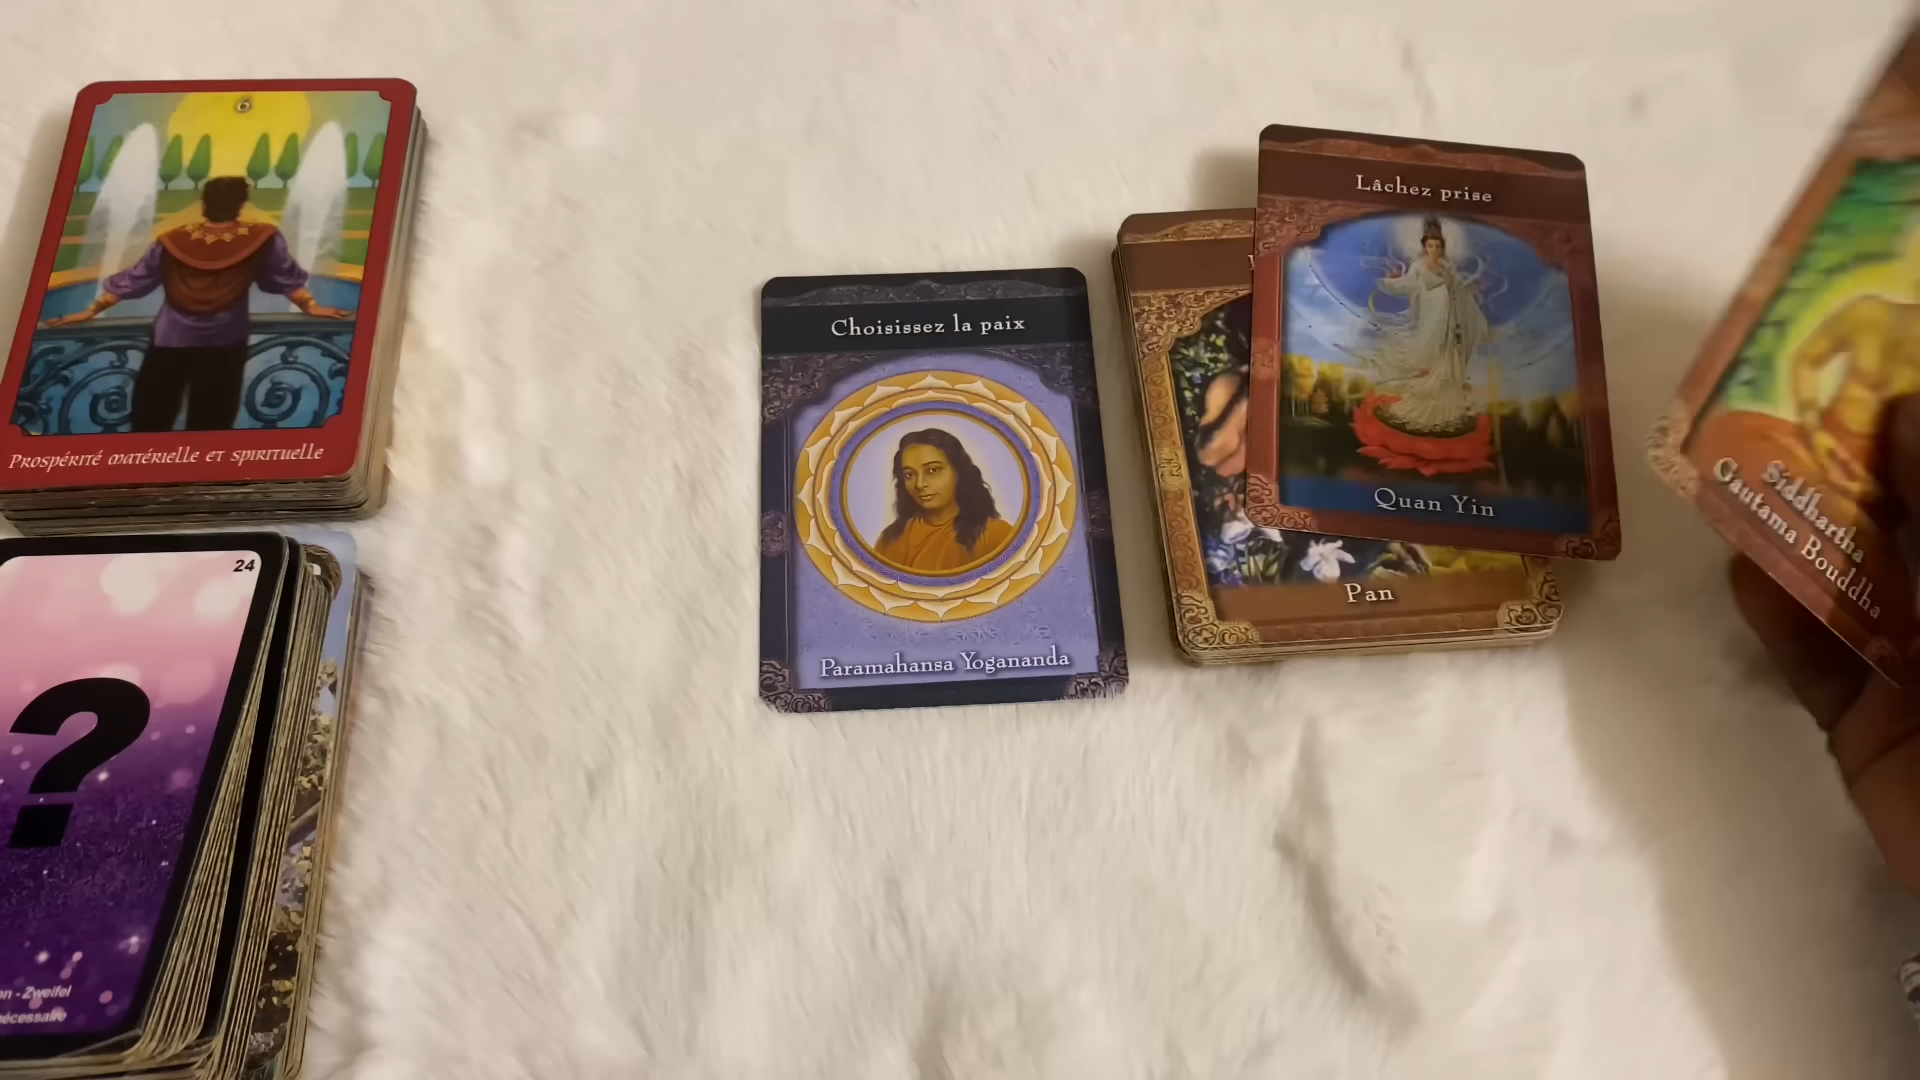 6
Prospérité matérielle et spirituelle
24
- Zweifel
Choisissez la paix
Paramahansa Yogananda
Lâchez prise
Quan Yin
Pan
Siddhartha
Gautama Bouddha